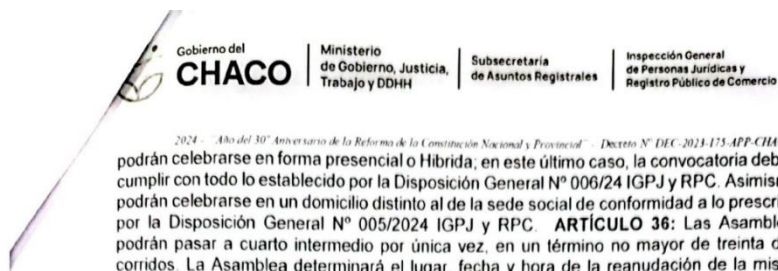 Gobierno del
CHACO
Ministerio
de Gobierno, Justicia,
Trabajo y DDHH
Subsecretaría
de Asuntos Registrales
Inspección General
de Personas Jurídicas y
Registro Público de Comercio
2024 - "Año del 30° Aniversario de la Reforma de la Constitución Nacional y Provincial" - Decreto N° DEC-2023-175-APP-CHA
podrán celebrarse en forma presencial o Hibrida; en este último caso, la convocatoria deb
cumplir con todo lo establecido por la Disposición General Nº 006/24 IGPJ y RPC. Asimis
podrán celebrarse en un domicilio distinto al de la sede social de conformidad a lo prescri
por la Disposición General Nº 005/2024 IGPJ y RPC. ARTÍCULO 36: Las Asamble
podrán pasar a cuarto intermedio por única vez, en un término no mayor de treinta d
corridos. La Asamblea determinará el lugar, fecha y hora de la reanudación de la mis